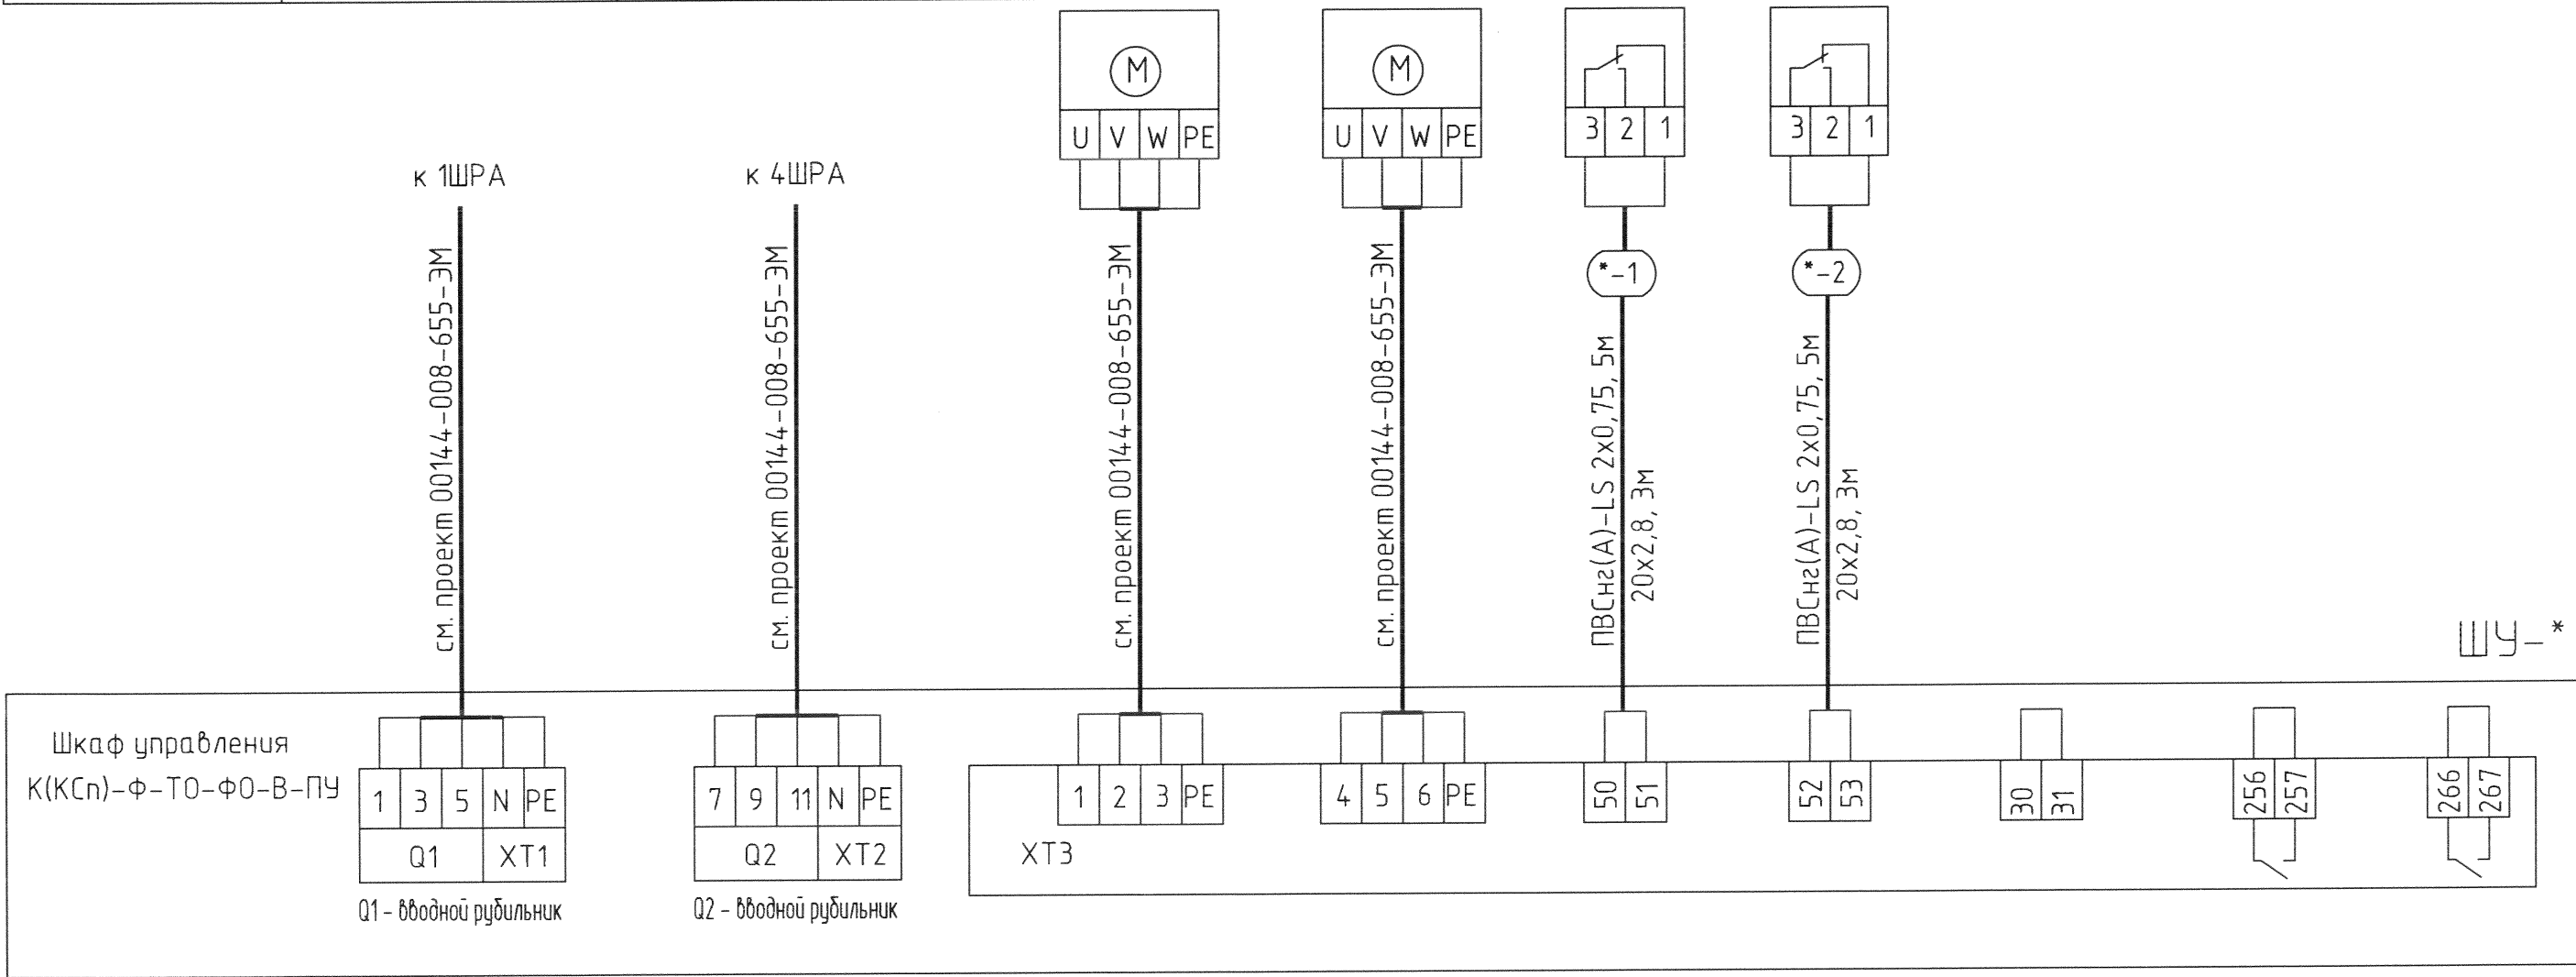 M
M
U V W PE
U V W PE
3 2 1
3 2 1
к 1ШРА
к 4ШРА
см. проект 00144-008-655-ЭМ
см. проект 00144-008-655-ЭМ
см. проект 00144-008-655-ЭМ
см. проект 00144-008-655-ЭМ
*-1
*-2
ПВСнг(А)-LS 2х0,75, 5м
20х2,8, 3м
ПВСнг(А)-LS 2х0,75, 5м
20х2,8, 3м
ШУ-*
Шкаф управления
К(КСп)-Ф-ТО-ФО-В-ПУ
1 3 5 N PE
Q1 XT1
Q1 - вводной рубильник
7 9 11 N PE
Q2 XT2
Q2 - вводной рубильник
1 2 3 PE
4 5 6 PE
50 51
52 53
30 31
256 257
266 267
XT3